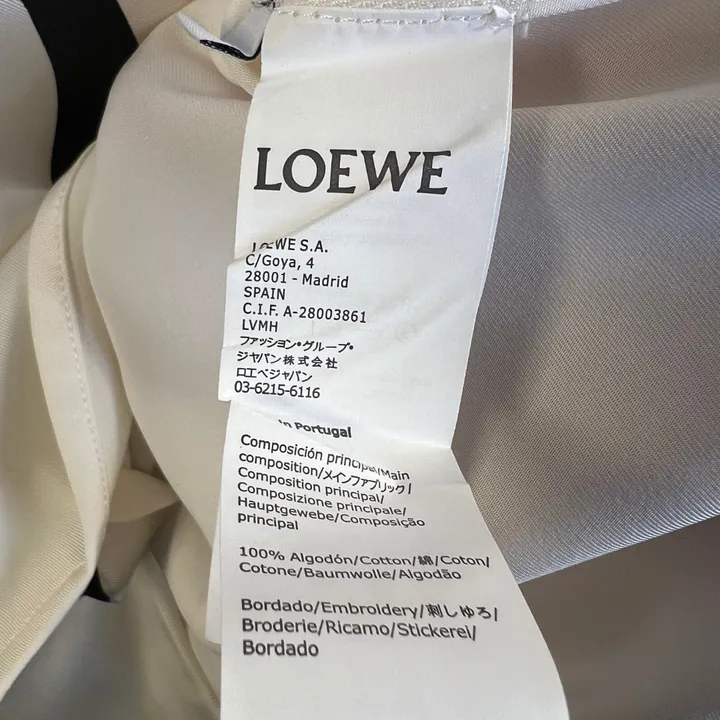 LOEWE
LOEWE S.A.
C/Goya, 4
28001 - Madrid
SPAIN
C.I.F. A-28003861
LVMH
ファッション・グループ・
ジャパン株式会社
ロエベジャパン
03-6215-6116
in Portugal
Composición principal/Main
composition/メインファブリック/
Composition principal/
Composizione principale/
Hauptgewebe/Composição
principal
100% Algodón/Cotton/綿/Coton/
Cotone/Baumwolle/Algodão
Bordado/Embroidery/刺しゅう/
Broderie/Ricamo/Stickerei/
Bordado